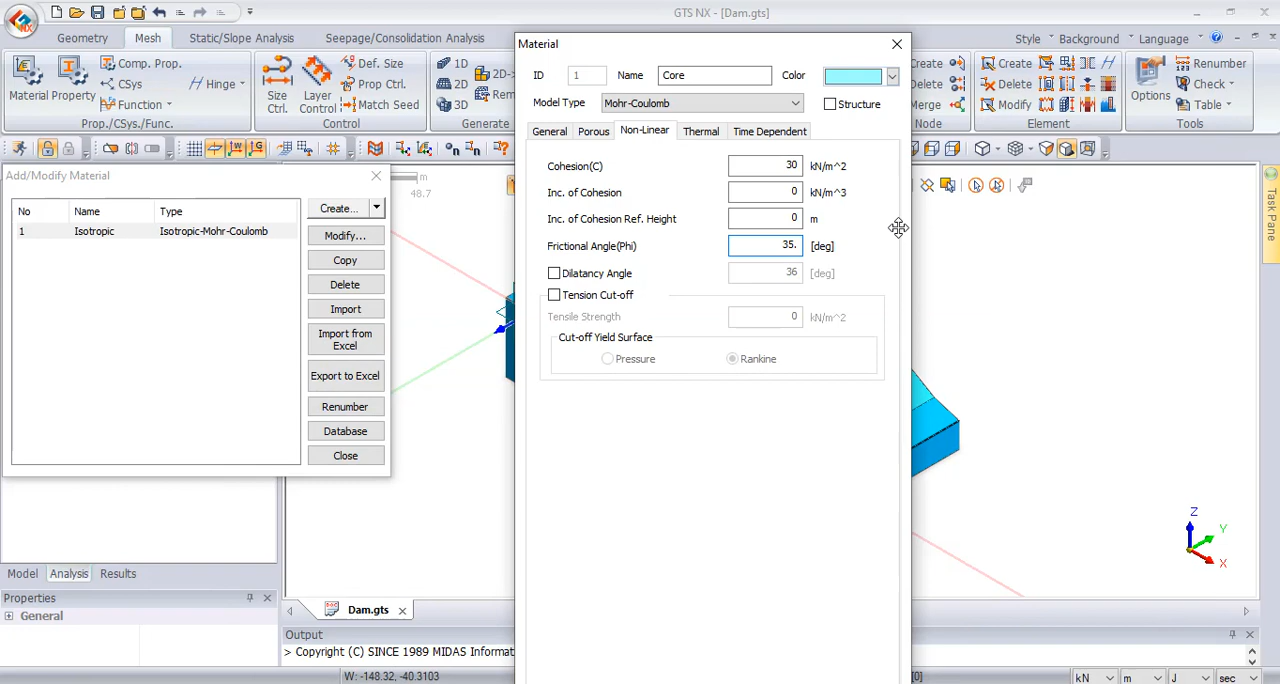 GTS NX - [Dam.gts]
Geometry Mesh Static/Slope Analysis Seepage/Consolidation Analysis
Style Background Language
Material Property
Comp. Prop.
CSys
Function
Hinge
Prop./CSys./Func.
Size Ctrl.
Layer Control
Def. Size
Prop Ctrl.
Match Seed
Control
1D
2D
3D
2D->
Rem
Generate
Create
Delete
Merge
Node
Create
Delete
Modify
Element
Options
Renumber
Check
Table
Tools
Add/Modify Material
No Name Type
1 Isotropic Isotropic-Mohr-Coulomb
Create...
Modify...
Copy
Delete
Import
Import from
Excel
Export to Excel
Renumber
Database
Close
m
48.7
Material
ID 1 Name Core Color
Model Type Mohr-Coulomb Structure
General Porous Non-Linear Thermal Time Dependent
Cohesion(C) 30 kN/m^2
Inc. of Cohesion 0 kN/m^3
Inc. of Cohesion Ref. Height 0 m
Frictional Angle(Phi) 35. [deg]
Dilatancy Angle 36 [deg]
Tension Cut-off
Tensile Strength 0 kN/m^2
Cut-off Yield Surface
Pressure Rankine
Task Pane
Z
Y
X
Model Analysis Results
Properties
General
Dam.gts
Output
> Copyright (C) SINCE 1989 MIDAS Informat
W: -148.32, -40.3103
[0]
kN m J sec